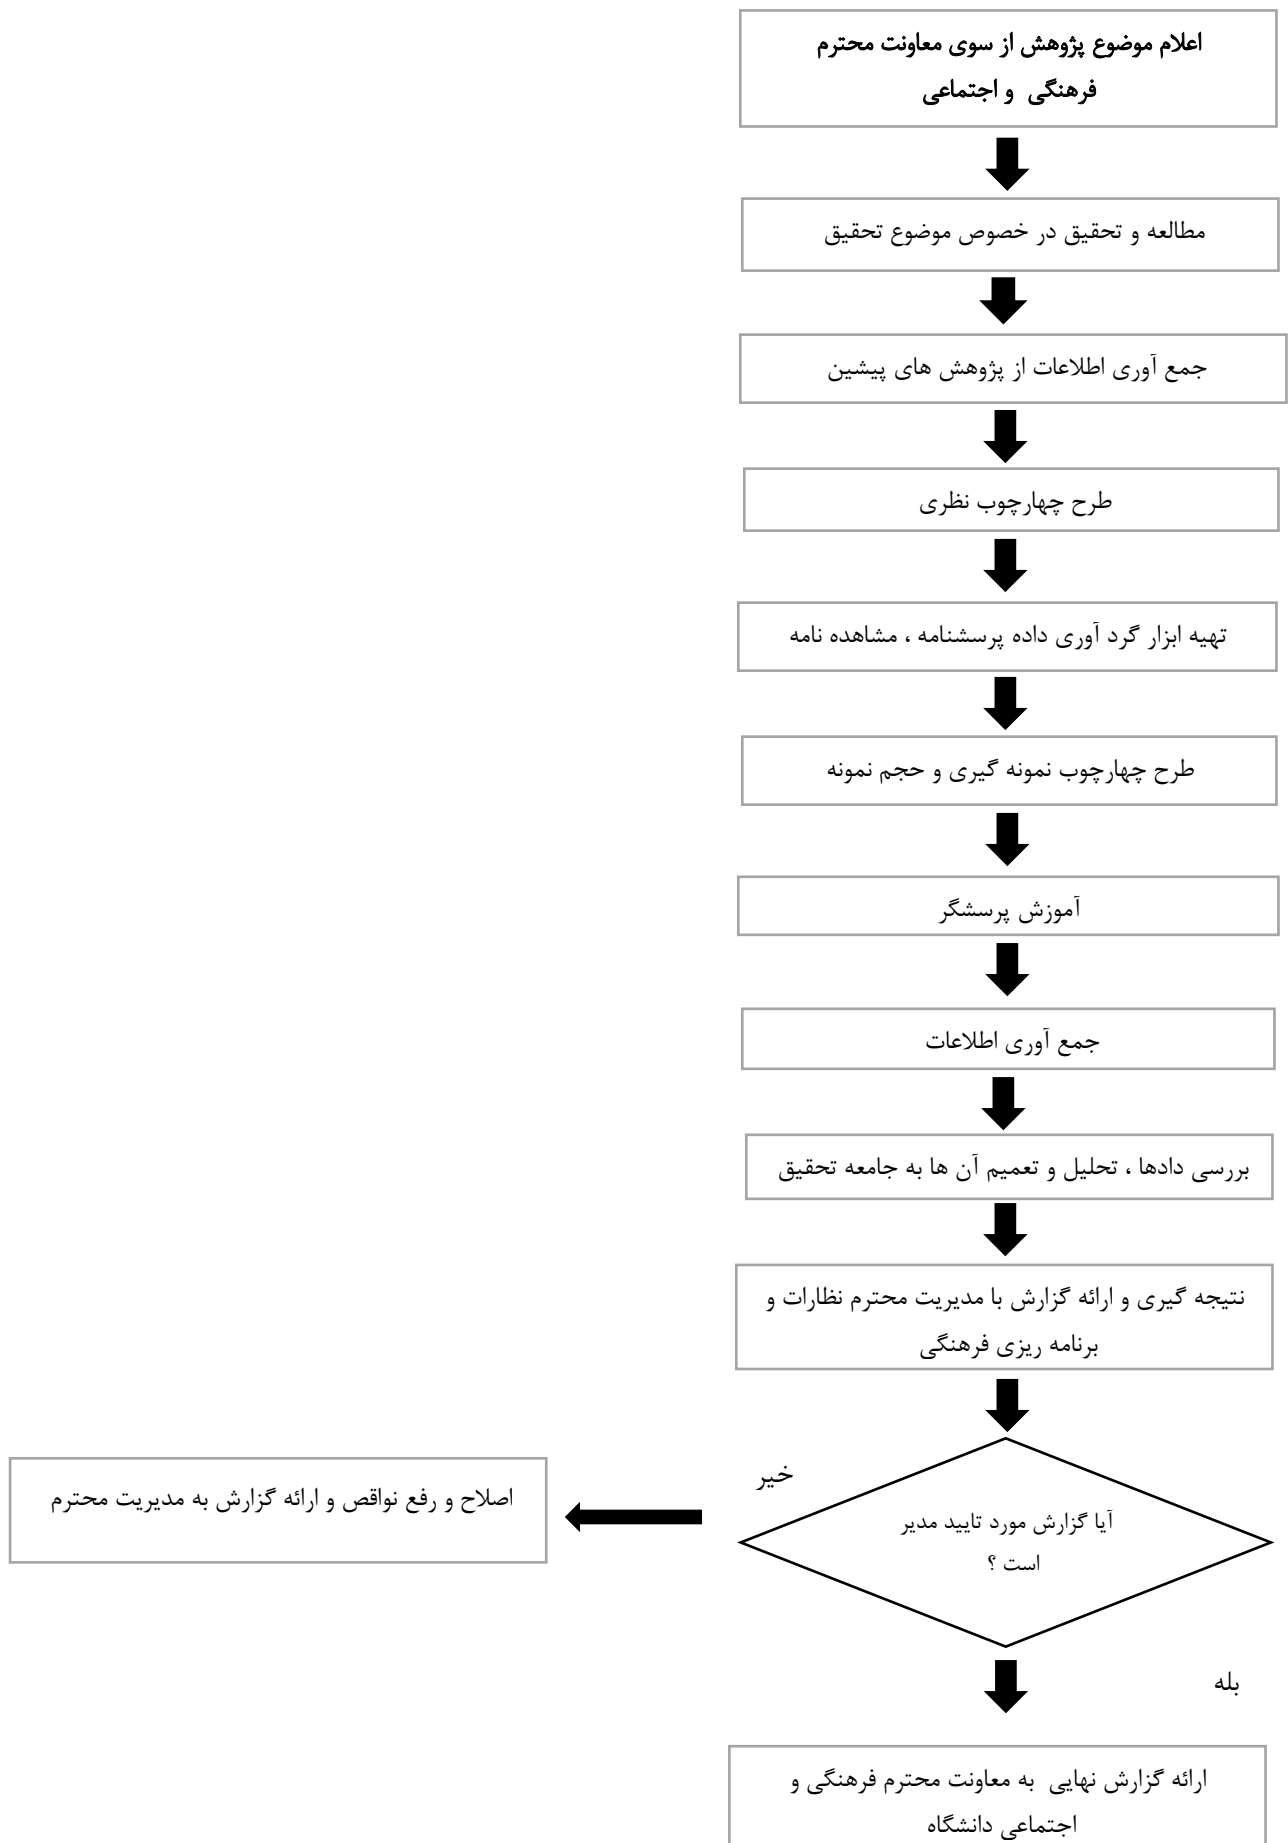 اعلام موضوع پژوهش از سوی معاونت محترم
فرهنگی و اجتماعی
مطالعه و تحقیق در خصوص موضوع تحقیق
جمع آوری اطلاعات از پژوهش های پیشین
طرح چهارچوب نظری
تهیه ابزار گرد آوری داده پرسشنامه ، مشاهده نامه
طرح چهارچوب نمونه گیری و حجم نمونه
آموزش پرسشگر
جمع آوری اطلاعات
بررسی دادها ، تحلیل و تعمیم آن ها به جامعه تحقیق
نتیجه گیری و ارائه گزارش با مدیریت محترم نظارات و
برنامه ریزی فرهنگی
آیا گزارش مورد تایید مدیر
است ؟
خیر
اصلاح و رفع نواقص و ارائه گزارش به مدیریت محترم
بله
ارائه گزارش نهایی به معاونت محترم فرهنگی و
اجتماعی دانشگاه